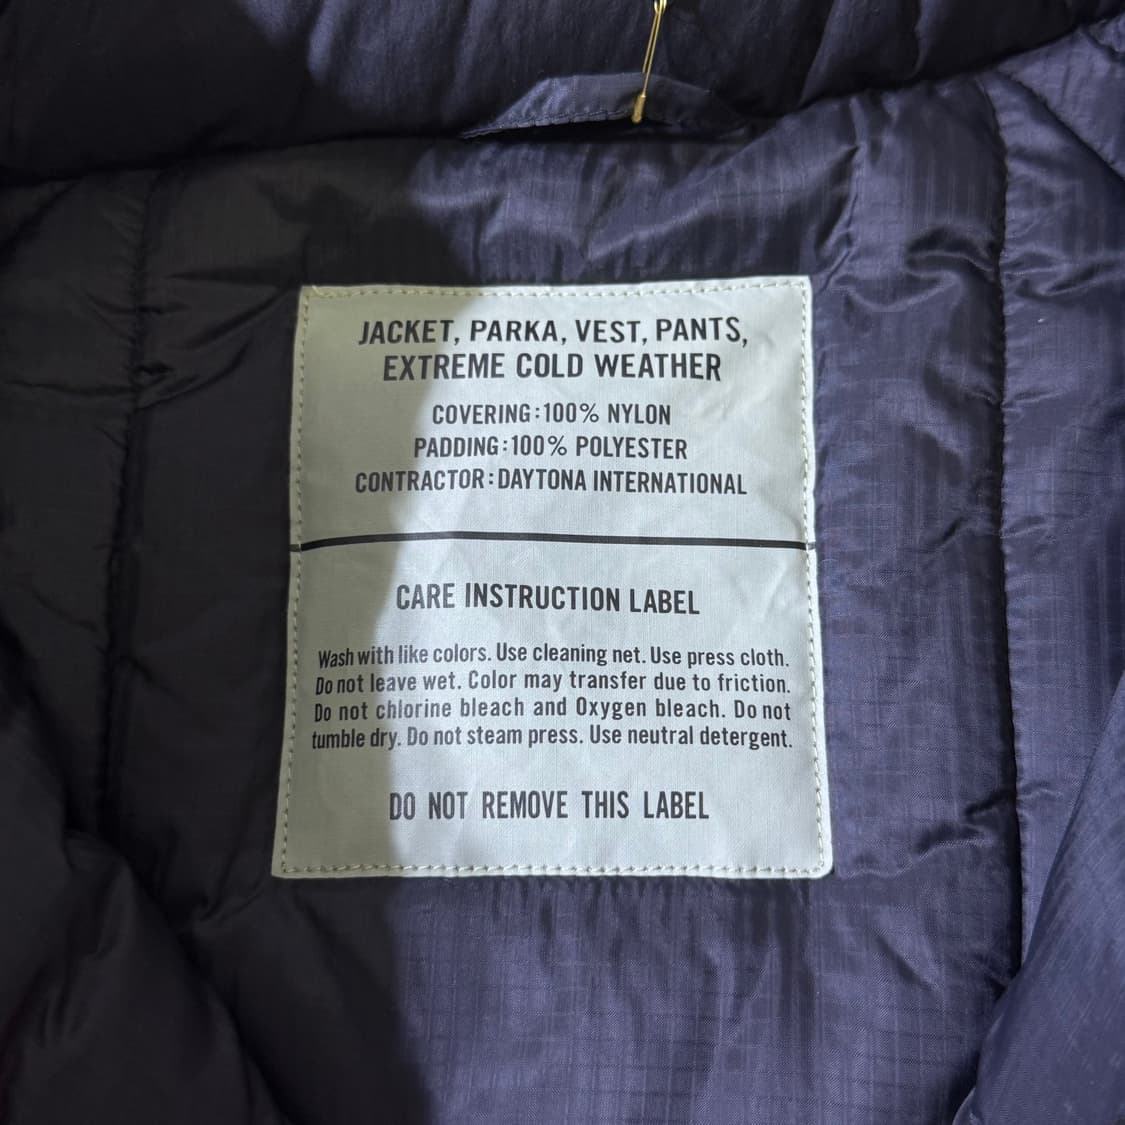 JACKET, PARKA, VEST, PANTS,
EXTREME COLD WEATHER
COVERING:100% NYLON
PADDING:100% POLYESTER
CONTRACTOR:DAYTONA INTERNATIONAL
CARE INSTRUCTION LABEL
Wash with like colors. Use cleaning net. Use press cloth.
Do not leave wet. Color may transfer due to friction.
Do not chlorine bleach and Oxygen bleach. Do not
tumble dry. Do not steam press. Use neutral detergent.
DO NOT REMOVE THIS LABEL